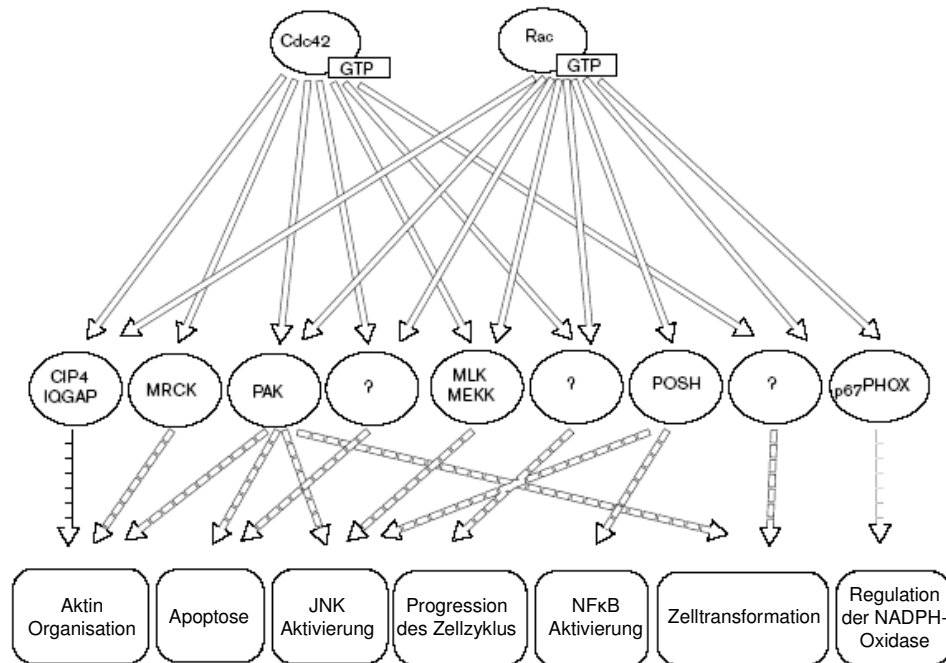 Cdc42
GTP
Rac
GTP
CIP4
IQGAP
MRCK
PAK
?
MLK
MEKK
?
POSH
?
p67PHOX
Aktin
Organisation
Apoptose
JNK
Aktivierung
Progression
des Zellzyklus
NFκB
Aktivierung
Zelltransformation
Regulation
der NADPH-
Oxidase